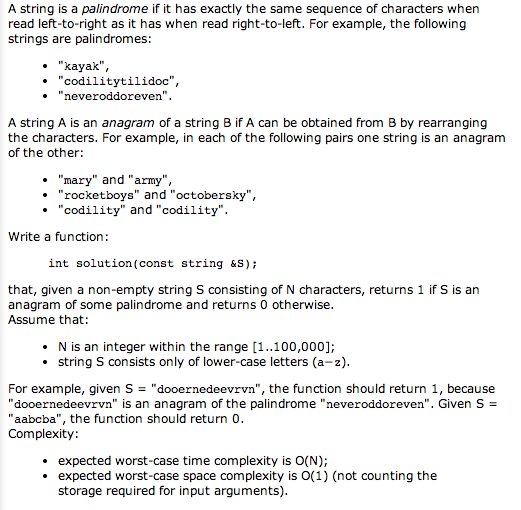 A string is a palindrome if it has exactly the same sequence of characters when
read left-to-right as it has when read right-to-left. For example, the following
strings are palindromes:
• "kayak",
• "codilitytilidoc",
• "neveroddoreven".
A string A is an anagram of a string B if A can be obtained from B by rearranging
the characters. For example, in each of the following pairs one string is an anagram
of the other:
• "mary" and "army",
• "rocketboys" and "octobersky",
• "codility" and "codility".
Write a function:
int solution(const string &S);
that, given a non-empty string S consisting of N characters, returns 1 if S is an
anagram of some palindrome and returns 0 otherwise.
Assume that:
• N is an integer within the range [1..100,000];
• string S consists only of lower-case letters (a-z).
For example, given S = "dooernedeevrvn", the function should return 1, because
"dooernedeevrvn" is an anagram of the palindrome "neveroddoreven". Given S =
"aabcba", the function should return 0.
Complexity:
• expected worst-case time complexity is O(N);
• expected worst-case space complexity is O(1) (not counting the
storage required for input arguments).